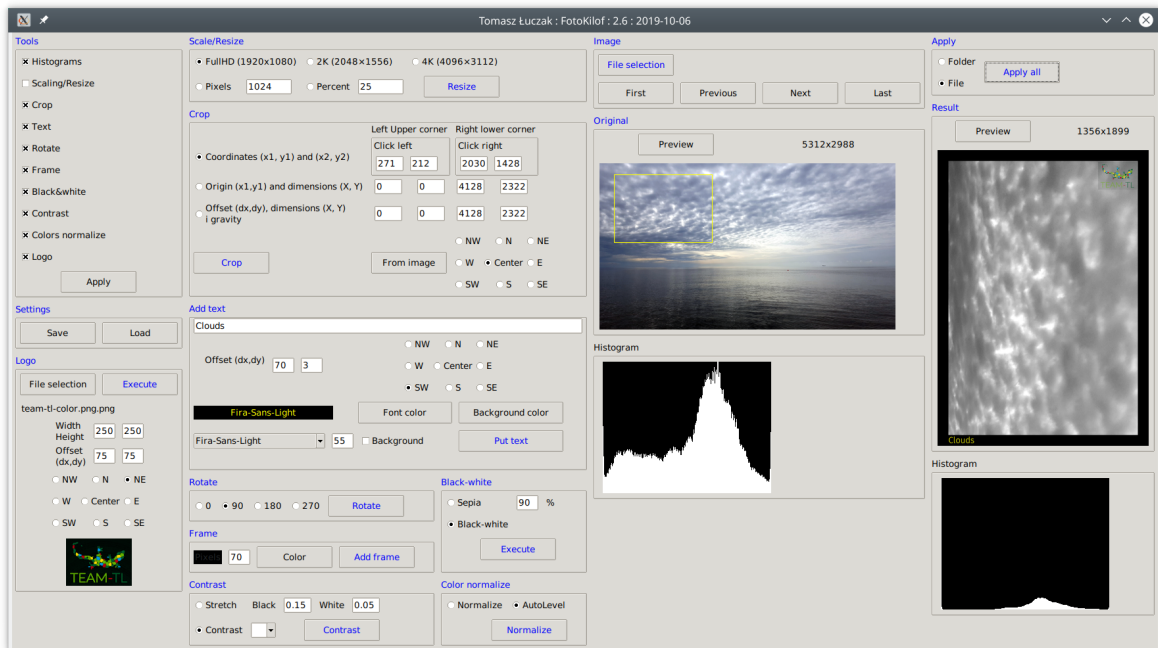 Tomasz Łuczak : FotoKilof : 2.6 : 2019-10-06
Tools
Histograms
Scaling/Resize
Crop
Text
Rotate
Frame
Black&white
Contrast
Colors normalize
Logo
Apply
Settings
Save Load
Logo
File selection Execute
team-tl-color.png.png
Width
Height 250 250
Offset
(dx,dy) 75 75
NW N NE
W Center E
SW S SE
TEAM-TL
Scale/Resize
FullHD (1920x1080) 2K (2048×1556) 4K (4096×3112)
Pixels 1024 Percent 25 Resize
Crop
Left Upper corner Right lower corner
Click left Click right
Coordinates (x1, y1) and (x2, y2) 271 212 2030 1428
Origin (x1,y1) and dimensions (X, Y) 0 0 4128 2322
Offset (dx,dy), dimensions (X, Y)
i gravity 0 0 4128 2322
NW N NE
Crop From image W Center E
SW S SE
Add text
Clouds
NW N NE
Offset (dx,dy) 70 3 W Center E
SW S SE
Fira-Sans-Light Font color Background color
Fira-Sans-Light 55 Background Put text
Rotate
0 90 180 270 Rotate
Frame
Pixels 70 Color Add frame
Contrast
Stretch Black 0.15 White 0.05
Contrast Contrast
Black-white
Sepia 90 %
Black-white
Execute
Color normalize
Normalize AutoLevel
Normalize
Image
File selection
First Previous Next Last
Original
Preview 5312x2988
Histogram
Apply
Folder
File Apply all
Result
Preview 1356x1899
TEAM-TL
Clouds
Histogram